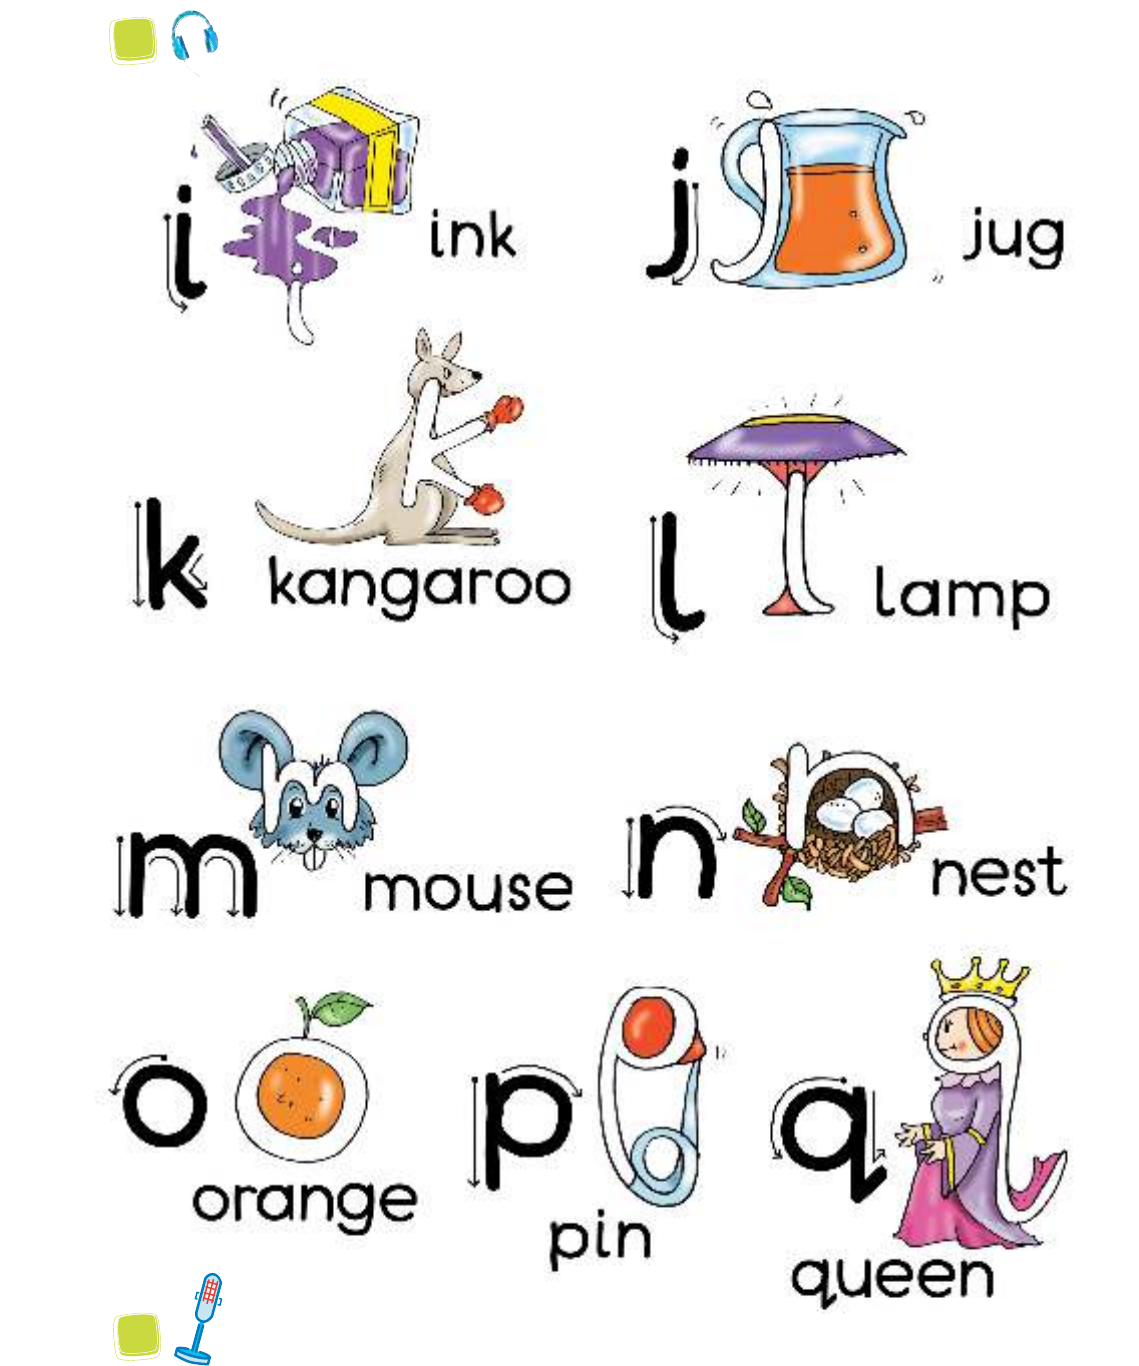 i ink
j jug
k kangaroo
l lamp
m mouse
n nest
o orange
p pin
q queen